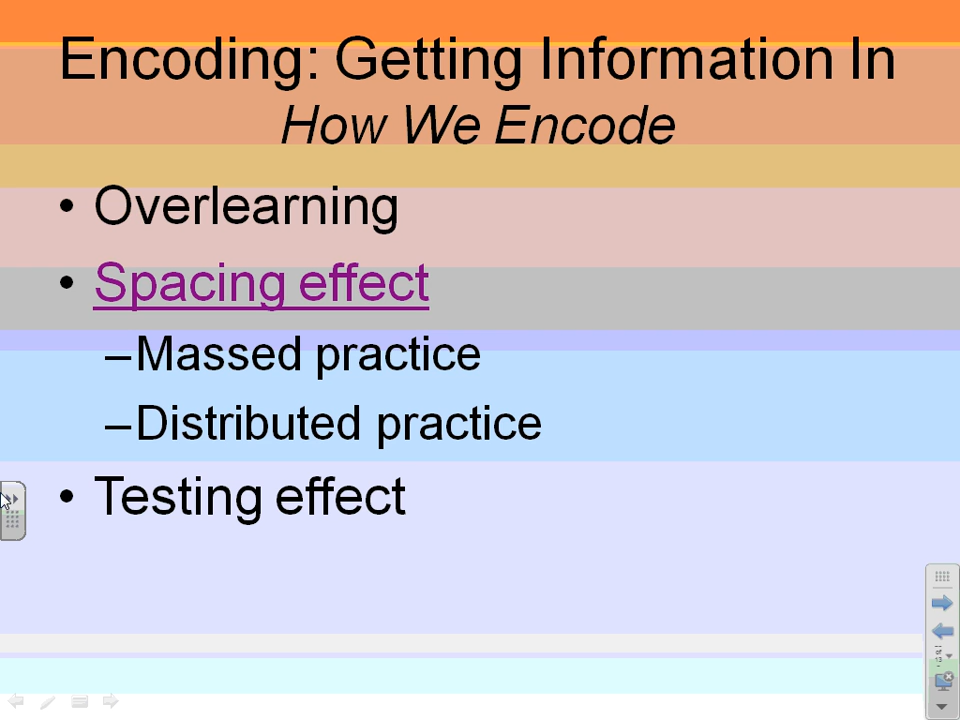 Encoding: Getting Information In
How We Encode
• Overlearning
• Spacing effect
–Massed practice
–Distributed practice
• Testing effect